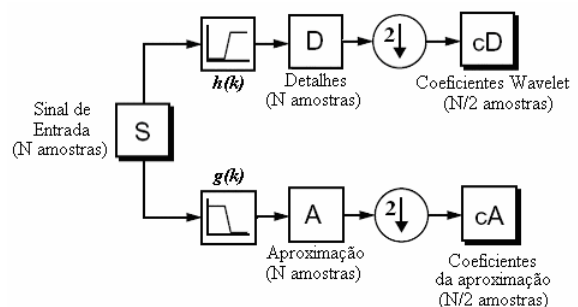 Sinal de
Entrada
(N amostras)
S
h(k)
D
Detalhes
(N amostras)
2
cD
Coeficientes Wavelet
(N/2 amostras)
g(k)
A
Aproximação
(N amostras)
2
cA
Coeficientes
da aproximação
(N/2 amostras)